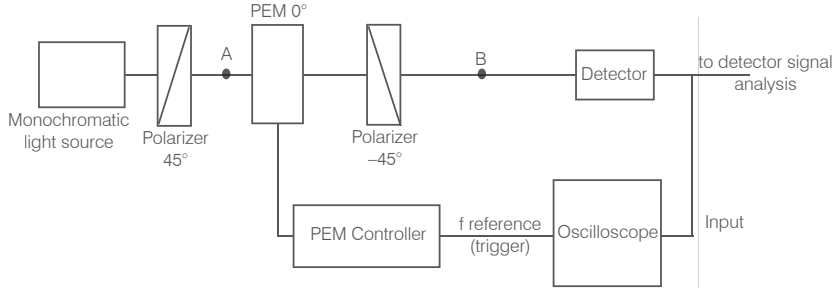 PEM 0°
A
B
Detector
to detector signal
analysis
Monochromatic
light source
Polarizer
45°
Polarizer
–45°
PEM Controller
f reference
(trigger)
Oscilloscope
Input